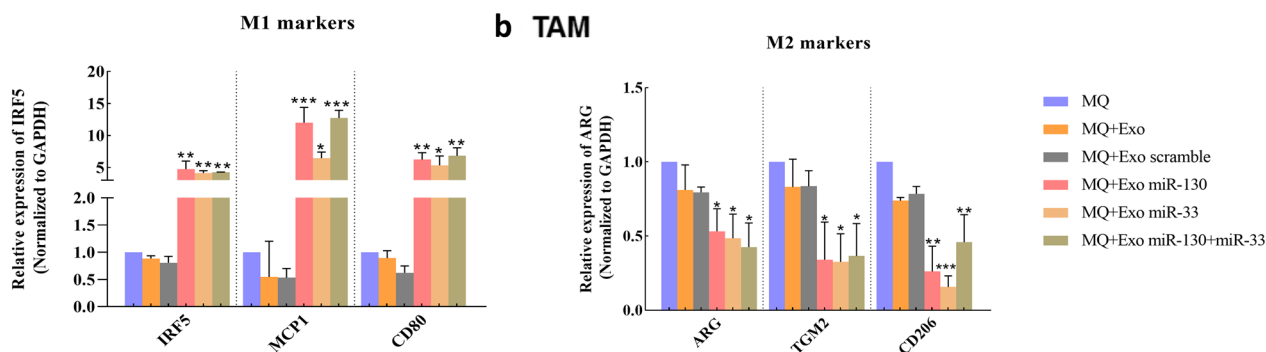 M1 markers
Relative expression of IRF5
(Normalized to GAPDH)
20
15
10
5
2.0
1.0
0.5
0.0
**
**
**
***
*
***
**
*
**
IRF5
MCP1
CD80
b TAM
M2 markers
Relative expression of ARG
(Normalized to GAPDH)
1.5
1.0
0.5
0.0
*
*
*
*
*
*
**
***
**
ARG
TGM2
CD206
MQ
MQ+Exo
MQ+Exo scramble
MQ+Exo miR-130
MQ+Exo miR-33
MQ+Exo miR-130+miR-33